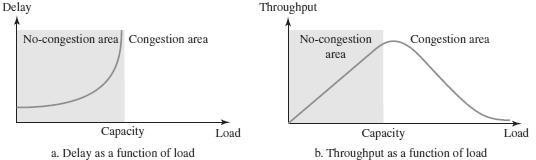 Delay
No-congestion area
Congestion area
Capacity
Load
a. Delay as a function of load
Throughput
No-congestion
area
Congestion area
Capacity
Load
b. Throughput as a function of load